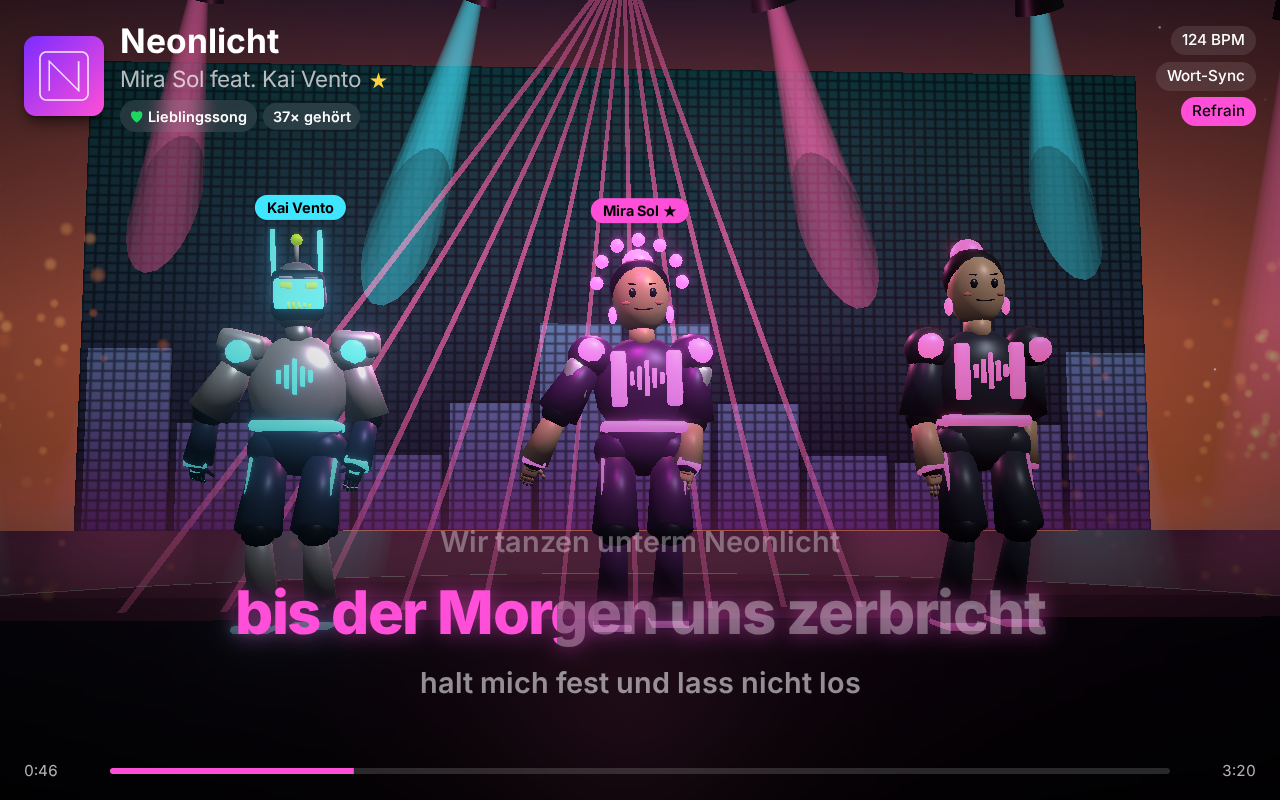 N
Neonlicht
Mira Sol feat. Kai Vento ★
Lieblingssong
37× gehört
124 BPM
Wort-Sync
Refrain
Kai Vento
Mira Sol ★
Wir tanzen unterm Neonlicht
bis der Morgen uns zerbricht
halt mich fest und lass nicht los
0:46
3:20